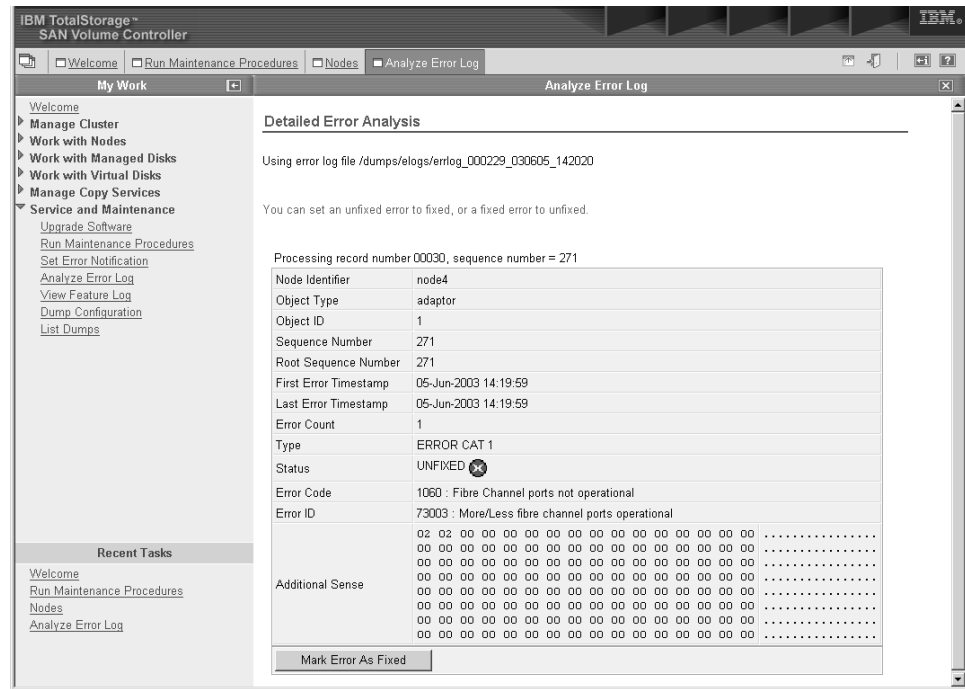 IBM TotalStorage™
SAN Volume Controller
IBM®
Welcome
Run Maintenance Procedures
Nodes
Analyze Error Log
My Work
Analyze Error Log
Welcome
Manage Cluster
Work with Nodes
Work with Managed Disks
Work with Virtual Disks
Manage Copy Services
Service and Maintenance
Upgrade Software
Run Maintenance Procedures
Set Error Notification
Analyze Error Log
View Feature Log
Dump Configuration
List Dumps
Recent Tasks
Welcome
Run Maintenance Procedures
Nodes
Analyze Error Log
Detailed Error Analysis
Using error log file /dumps/elogs/errlog_000229_030605_142020
You can set an unfixed error to fixed, or a fixed error to unfixed.
Processing record number 00030, sequence number = 271
Node Identifier node4
Object Type adaptor
Object ID 1
Sequence Number 271
Root Sequence Number 271
First Error Timestamp 05-Jun-2003 14:19:59
Last Error Timestamp 05-Jun-2003 14:19:59
Error Count 1
Type ERROR CAT 1
Status UNFIXED
Error Code 1060 : Fibre Channel ports not operational
Error ID 73003 : More/Less fibre channel ports operational
Additional Sense
02 02 00 00 00 00 00 00 00 00 00 00 00 00 00 00 ................
00 00 00 00 00 00 00 00 00 00 00 00 00 00 00 00 ................
00 00 00 00 00 00 00 00 00 00 00 00 00 00 00 00 ................
00 00 00 00 00 00 00 00 00 00 00 00 00 00 00 00 ................
00 00 00 00 00 00 00 00 00 00 00 00 00 00 00 00 ................
00 00 00 00 00 00 00 00 00 00 00 00 00 00 00 00 ................
00 00 00 00 00 00 00 00 00 00 00 00 00 00 00 00 ................
00 00 00 00 00 00 00 00 00 00 00 00 00 00 00 00 ................
Mark Error As Fixed